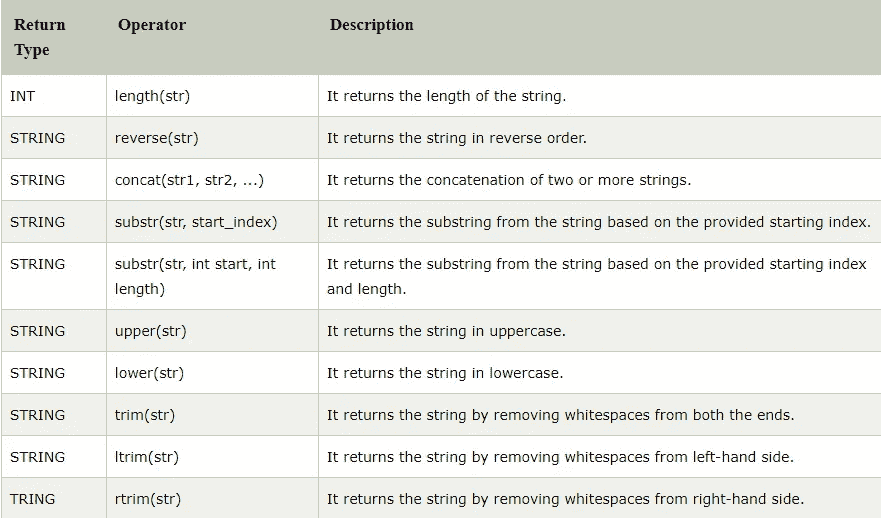 Return Type Operator Description
INT length(str) It returns the length of the string.
STRING reverse(str) It returns the string in reverse order.
STRING concat(str1, str2, ...) It returns the concatenation of two or more strings.
STRING substr(str, start_index) It returns the substring from the string based on the provided starting index.
STRING substr(str, int start, int length) It returns the substring from the string based on the provided starting index and length.
STRING upper(str) It returns the string in uppercase.
STRING lower(str) It returns the string in lowercase.
STRING trim(str) It returns the string by removing whitespaces from both the ends.
STRING ltrim(str) It returns the string by removing whitespaces from left-hand side.
TRING rtrim(str) It returns the string by removing whitespaces from right-hand side.